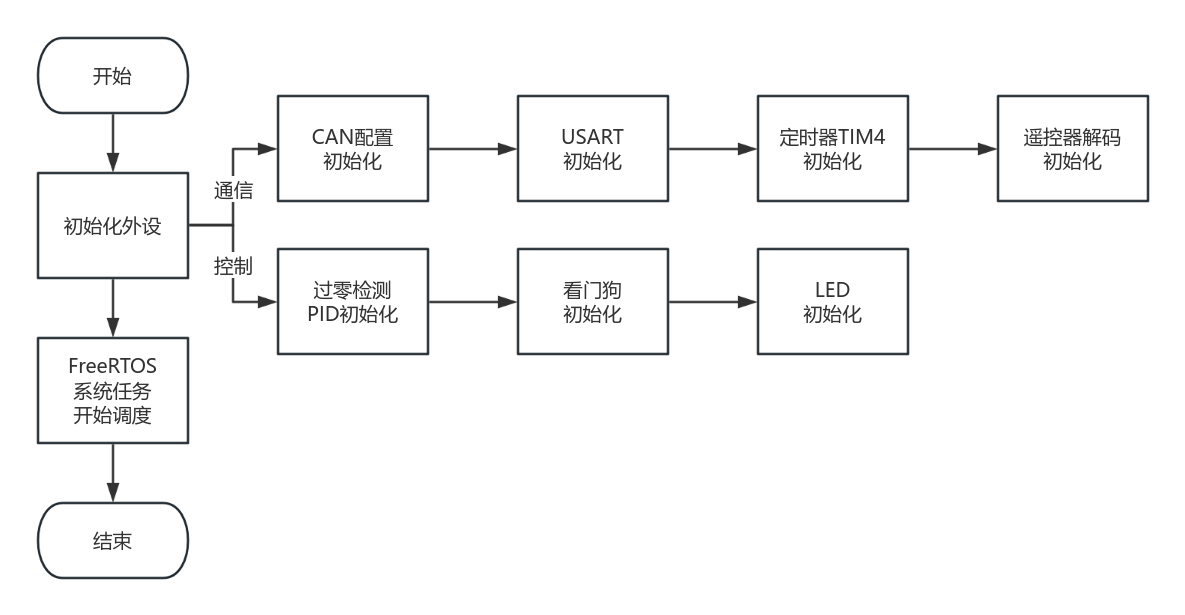 开始
初始化外设
通信
CAN配置
初始化
USART
初始化
定时器TIM4
初始化
遥控器解码
初始化
控制
过零检测
PID初始化
看门狗
初始化
LED
初始化
FreeRTOS
系统任务
开始调度
结束